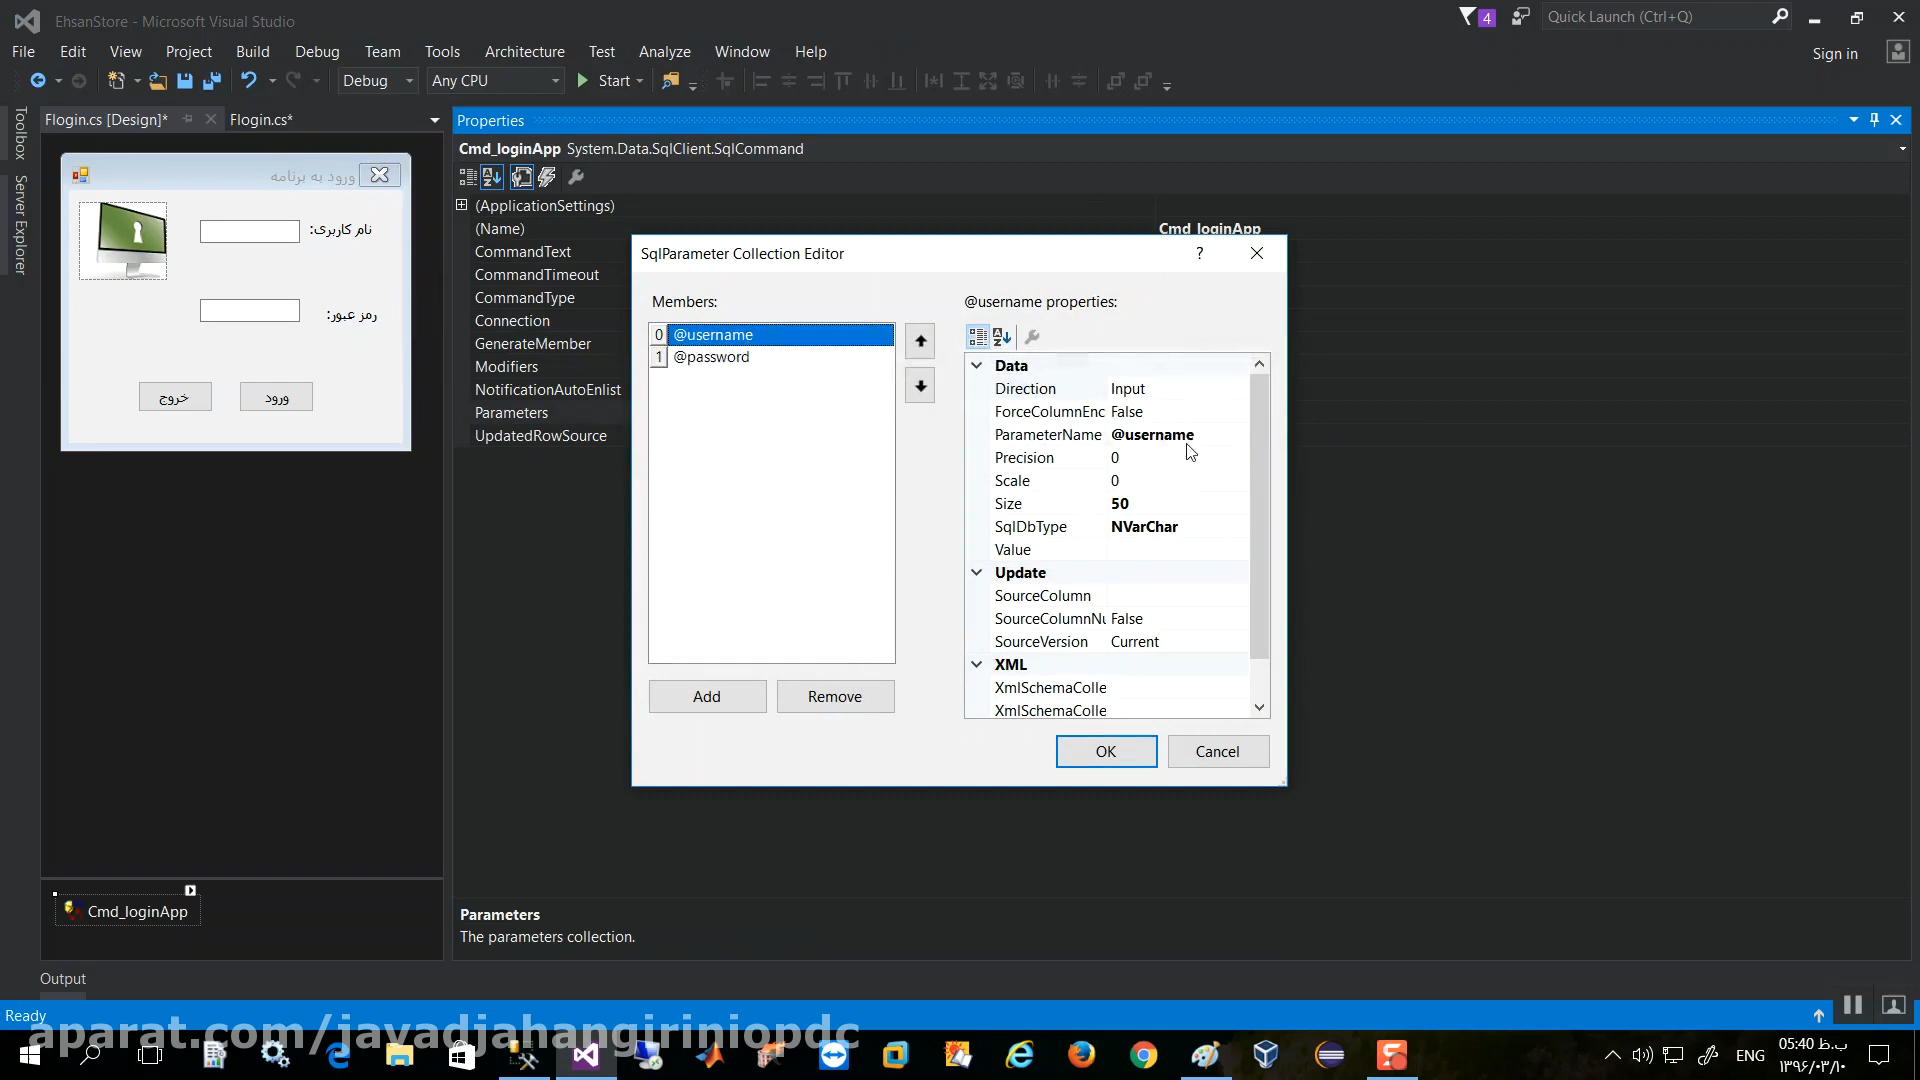 EhsanStore - Microsoft Visual Studio
4
Quick Launch (Ctrl+Q)
File Edit View Project Build Debug Team Tools Architecture Test Analyze Window Help
Sign in
Debug Any CPU Start
Toolbox
Server Explorer
Flogin.cs [Design]* Flogin.cs*
ورود به برنامه
نام کاربری:
رمز عبور:
خروج ورود
Cmd_loginApp
Properties
Cmd_loginApp System.Data.SqlClient.SqlCommand
(ApplicationSettings)
(Name) Cmd_loginApp
CommandText
CommandTimeout
CommandType
Connection
GenerateMember
Modifiers
NotificationAutoEnlist
Parameters
UpdatedRowSource
SqlParameter Collection Editor
?
Members:
0 @username
1 @password
Add Remove
@username properties:
Data
Direction Input
ForceColumnEnc False
ParameterName @username
Precision 0
Scale 0
Size 50
SqlDbType NVarChar
Value
Update
SourceColumn
SourceColumnNu False
SourceVersion Current
XML
XmlSchemaColle
XmlSchemaColle
OK Cancel
Parameters
The parameters collection.
Output
Ready
aparat.com/javadjahangiriniopdc
ENG
05:40 ب.ظ
۱۳۹۶/۰۳/۱۰